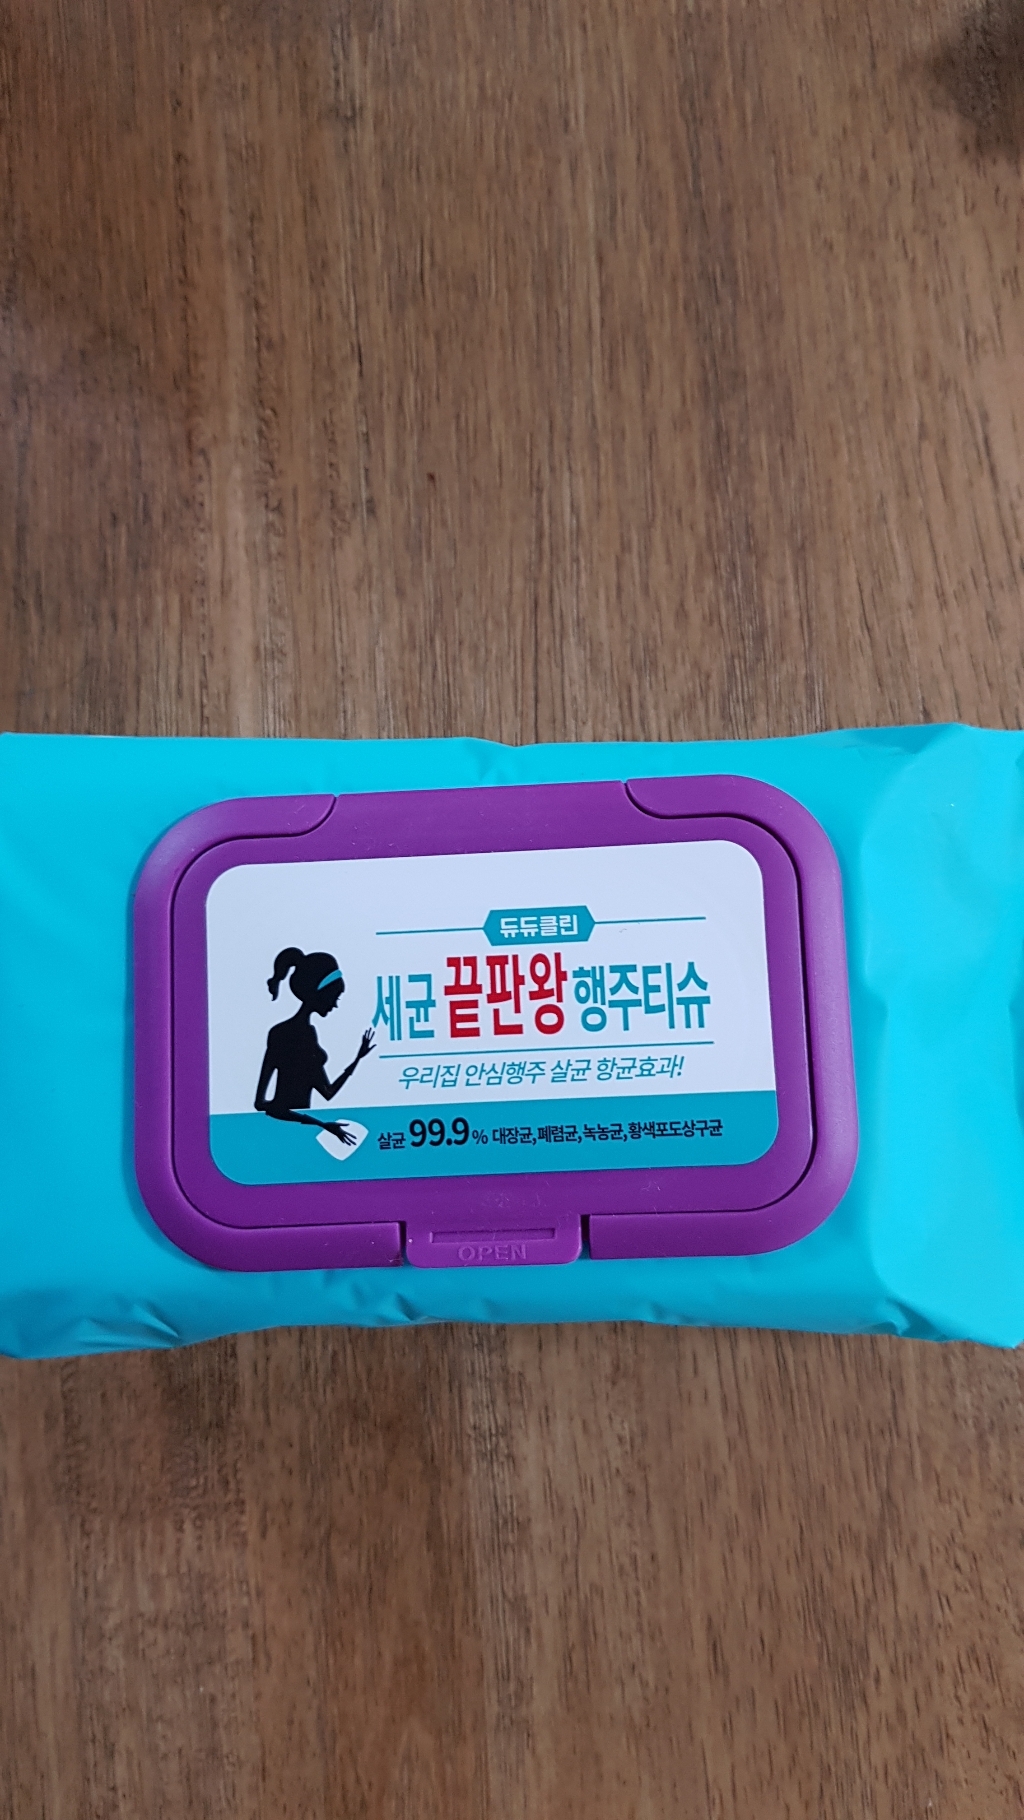 듀듀클린
세균 끝판왕 행주티슈
우리집 안심행주 살균 항균효과!
살균 99.9% 대장균,폐렴균,녹농균,황색포도상구균
OPEN